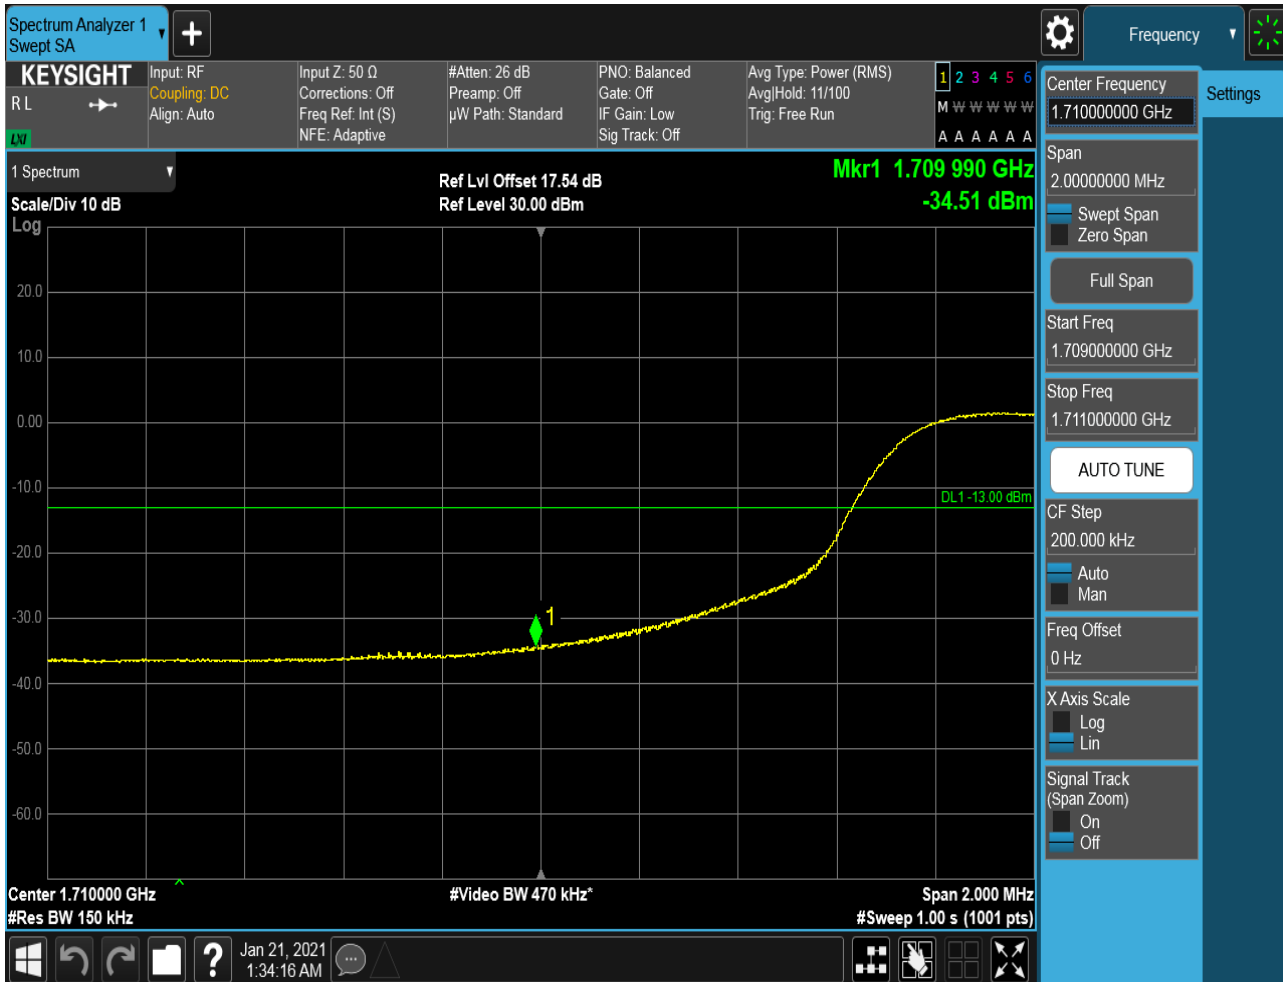 Spectrum Analyzer 1
Swept SA
Frequency
KEYSIGHT
R L
LXI
Input: RF
Coupling: DC
Align: Auto
Input Z: 50 Ω
Corrections: Off
Freq Ref: Int (S)
NFE: Adaptive
#Atten: 26 dB
Preamp: Off
µW Path: Standard
PNO: Balanced
Gate: Off
IF Gain: Low
Sig Track: Off
Avg Type: Power (RMS)
Avg|Hold: 11/100
Trig: Free Run
1 2 3 4 5 6
M W W W W W
A A A A A A
1 Spectrum
Scale/Div 10 dB
Log
Ref Lvl Offset 17.54 dB
Ref Level 30.00 dBm
Mkr1 1.709 990 GHz
-34.51 dBm
20.0
10.0
0.00
-10.0
-20.0
-30.0
-40.0
-50.0
-60.0
DL1 -13.00 dBm
1
Center 1.710000 GHz
#Res BW 150 kHz
#Video BW 470 kHz*
Span 2.000 MHz
#Sweep 1.00 s (1001 pts)
Jan 21, 2021
1:34:16 AM
?
Center Frequency
1.710000000 GHz
Settings
Span
2.00000000 MHz
Swept Span
Zero Span
Full Span
Start Freq
1.709000000 GHz
Stop Freq
1.711000000 GHz
AUTO TUNE
CF Step
200.000 kHz
Auto
Man
Freq Offset
0 Hz
X Axis Scale
Log
Lin
Signal Track
(Span Zoom)
On
Off